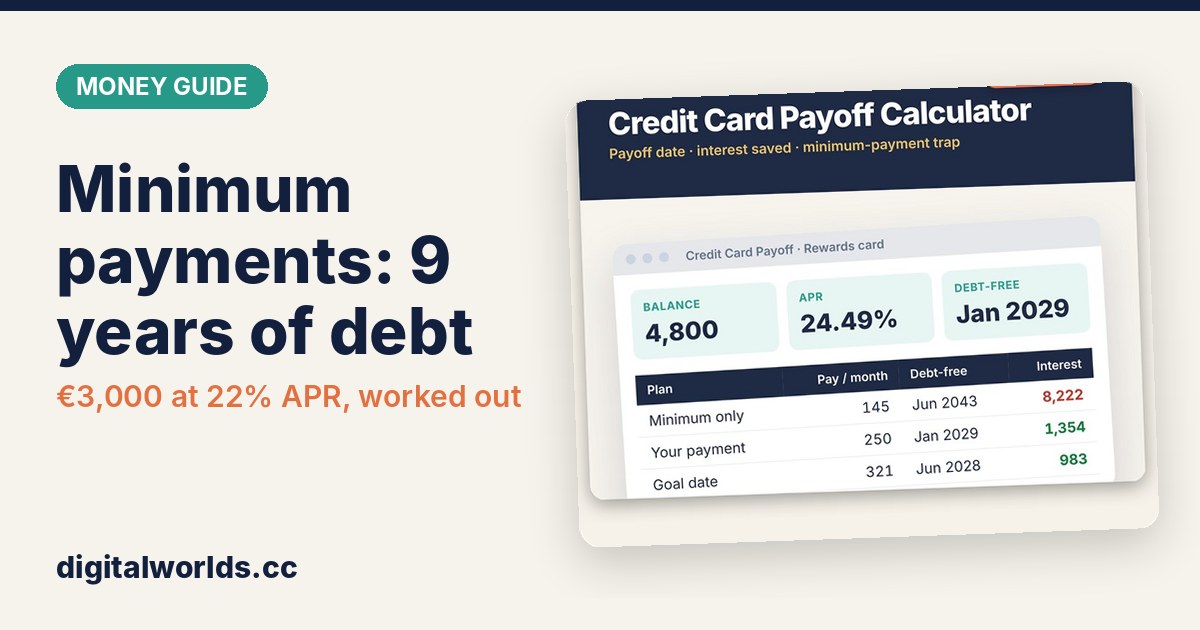 MONEY GUIDE
Minimum
payments: 9
years of debt
€3,000 at 22% APR, worked out
digitalworlds.cc
Credit Card Payoff Calculator
Payoff date · interest saved · minimum-payment trap
Credit Card Payoff · Rewards card
BALANCE
4,800
APR
24.49%
DEBT-FREE
Jan 2029
Plan Pay / month Debt-free Interest
Minimum only 145 Jun 2043 8,222
Your payment 250 Jan 2029 1,354
Goal date 321 Jun 2028 983